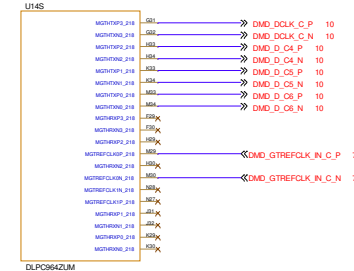 U14S
MGTHTXP3_218 G31 DMD_DCLK_C_P 10
MGTHTXN3_218 G32 DMD_DCLK_C_N 10
MGTHTXP2_218 H33 DMD_D_C4_P 10
MGTHTXN2_218 H34 DMD_D_C4_N 10
MGTHTXP1_218 K33 DMD_D_C5_P 10
MGTHTXN1_218 K34 DMD_D_C5_N 10
MGTHTXP0_218 M33 DMD_D_C6_P 10
MGTHTXN0_218 M34 DMD_D_C6_N 10
MGTHRXP3_218 F29
MGTHRXN3_218 F30
MGTHRXP2_218 H29
MGTREFCLK0P_218 M29 DMD_GTREFCLK_IN_C_P
MGTHRXN2_218 H30
MGTREFCLK0N_218 M30 DMD_GTREFCLK_IN_C_N
MGTREFCLK1N_218 N28
MGTREFCLK1P_218 N27
MGTHRXP1_218 J31
MGTHRXN1_218 J32
MGTHRXP0_218 K29
MGTHRXN0_218 K30
DLPC964ZUM